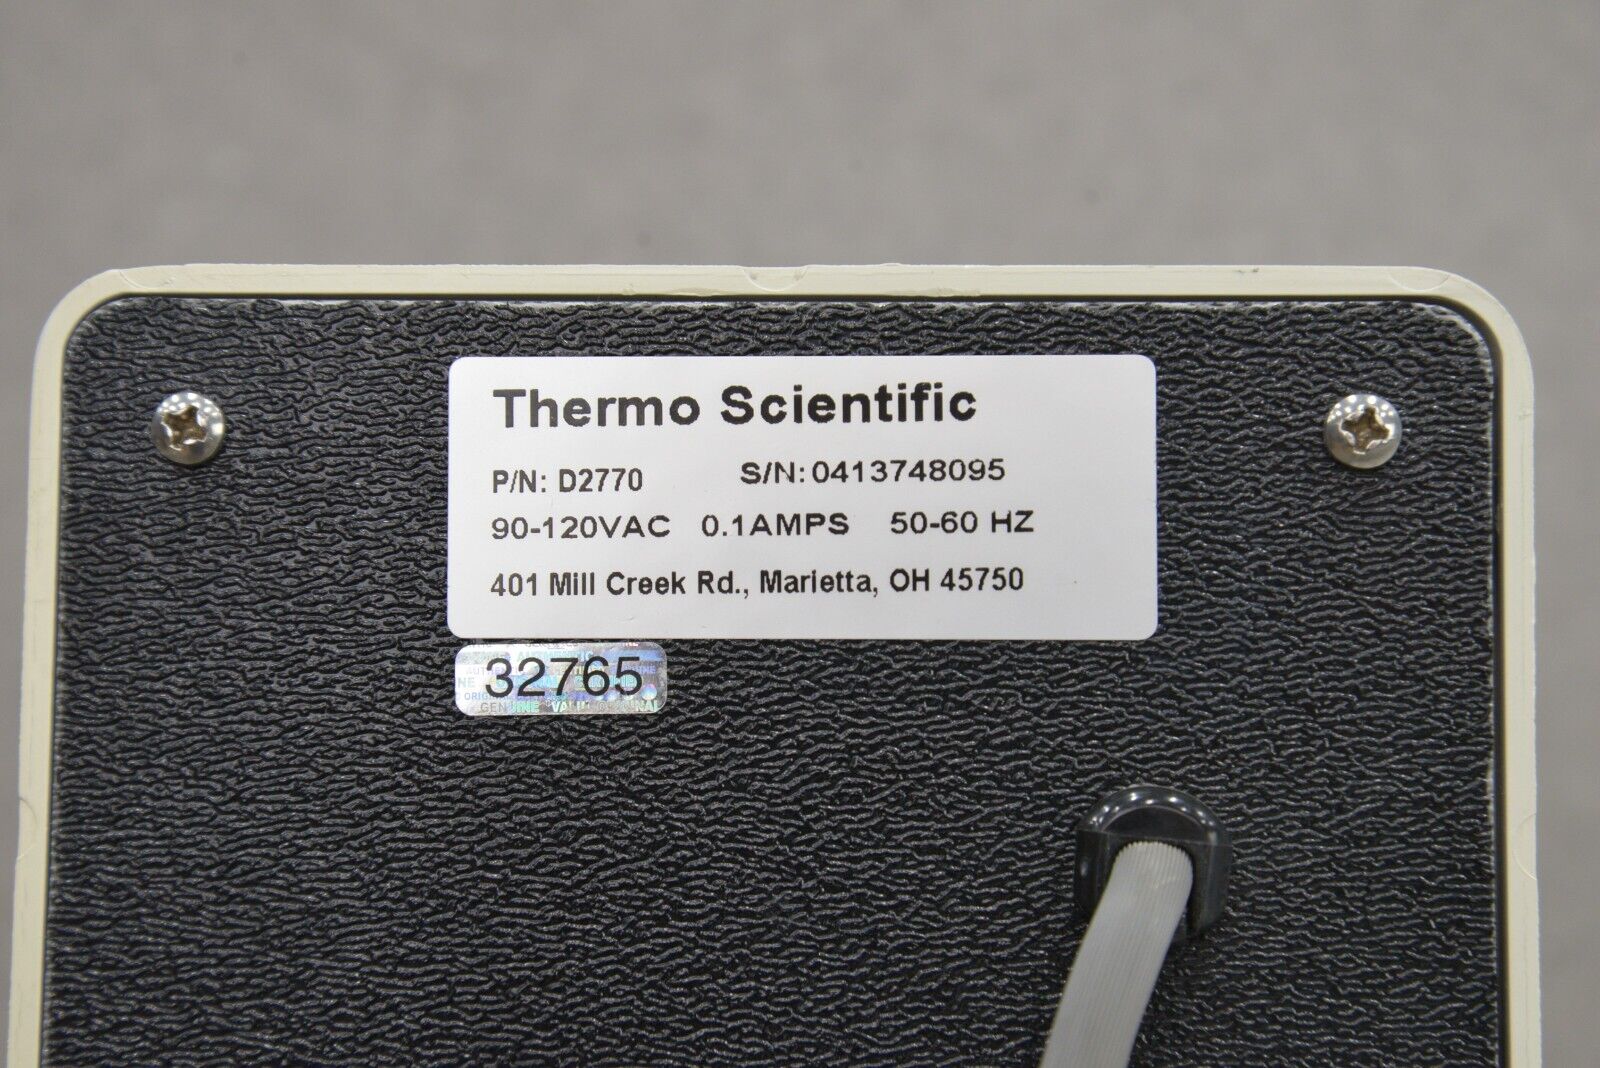 Thermo Scientific
P/N: D2770 S/N: 0413748095
90-120VAC 0.1AMPS 50-60 HZ
401 Mill Creek Rd., Marietta, OH 45750
32765